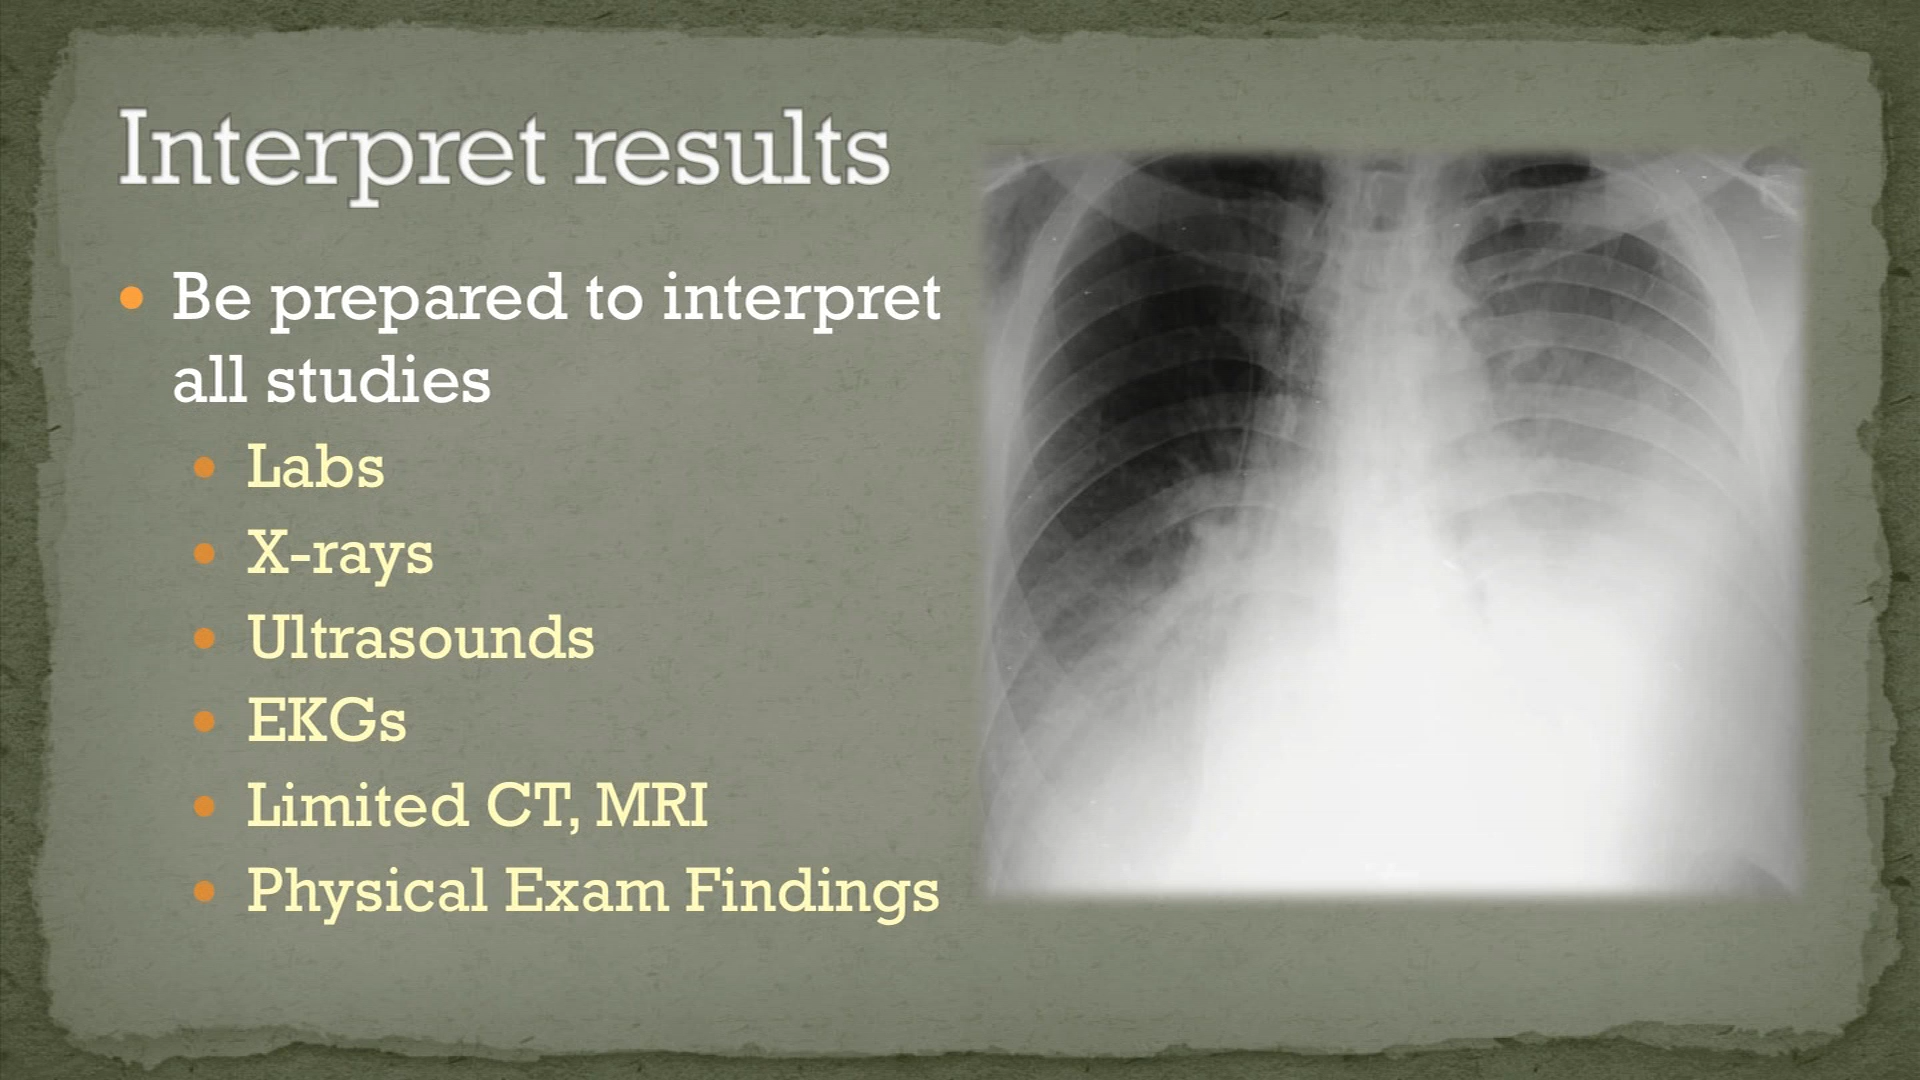 Interpret results
Be prepared to interpret
all studies
Labs
X-rays
Ultrasounds
EKGs
Limited CT, MRI
Physical Exam Findings